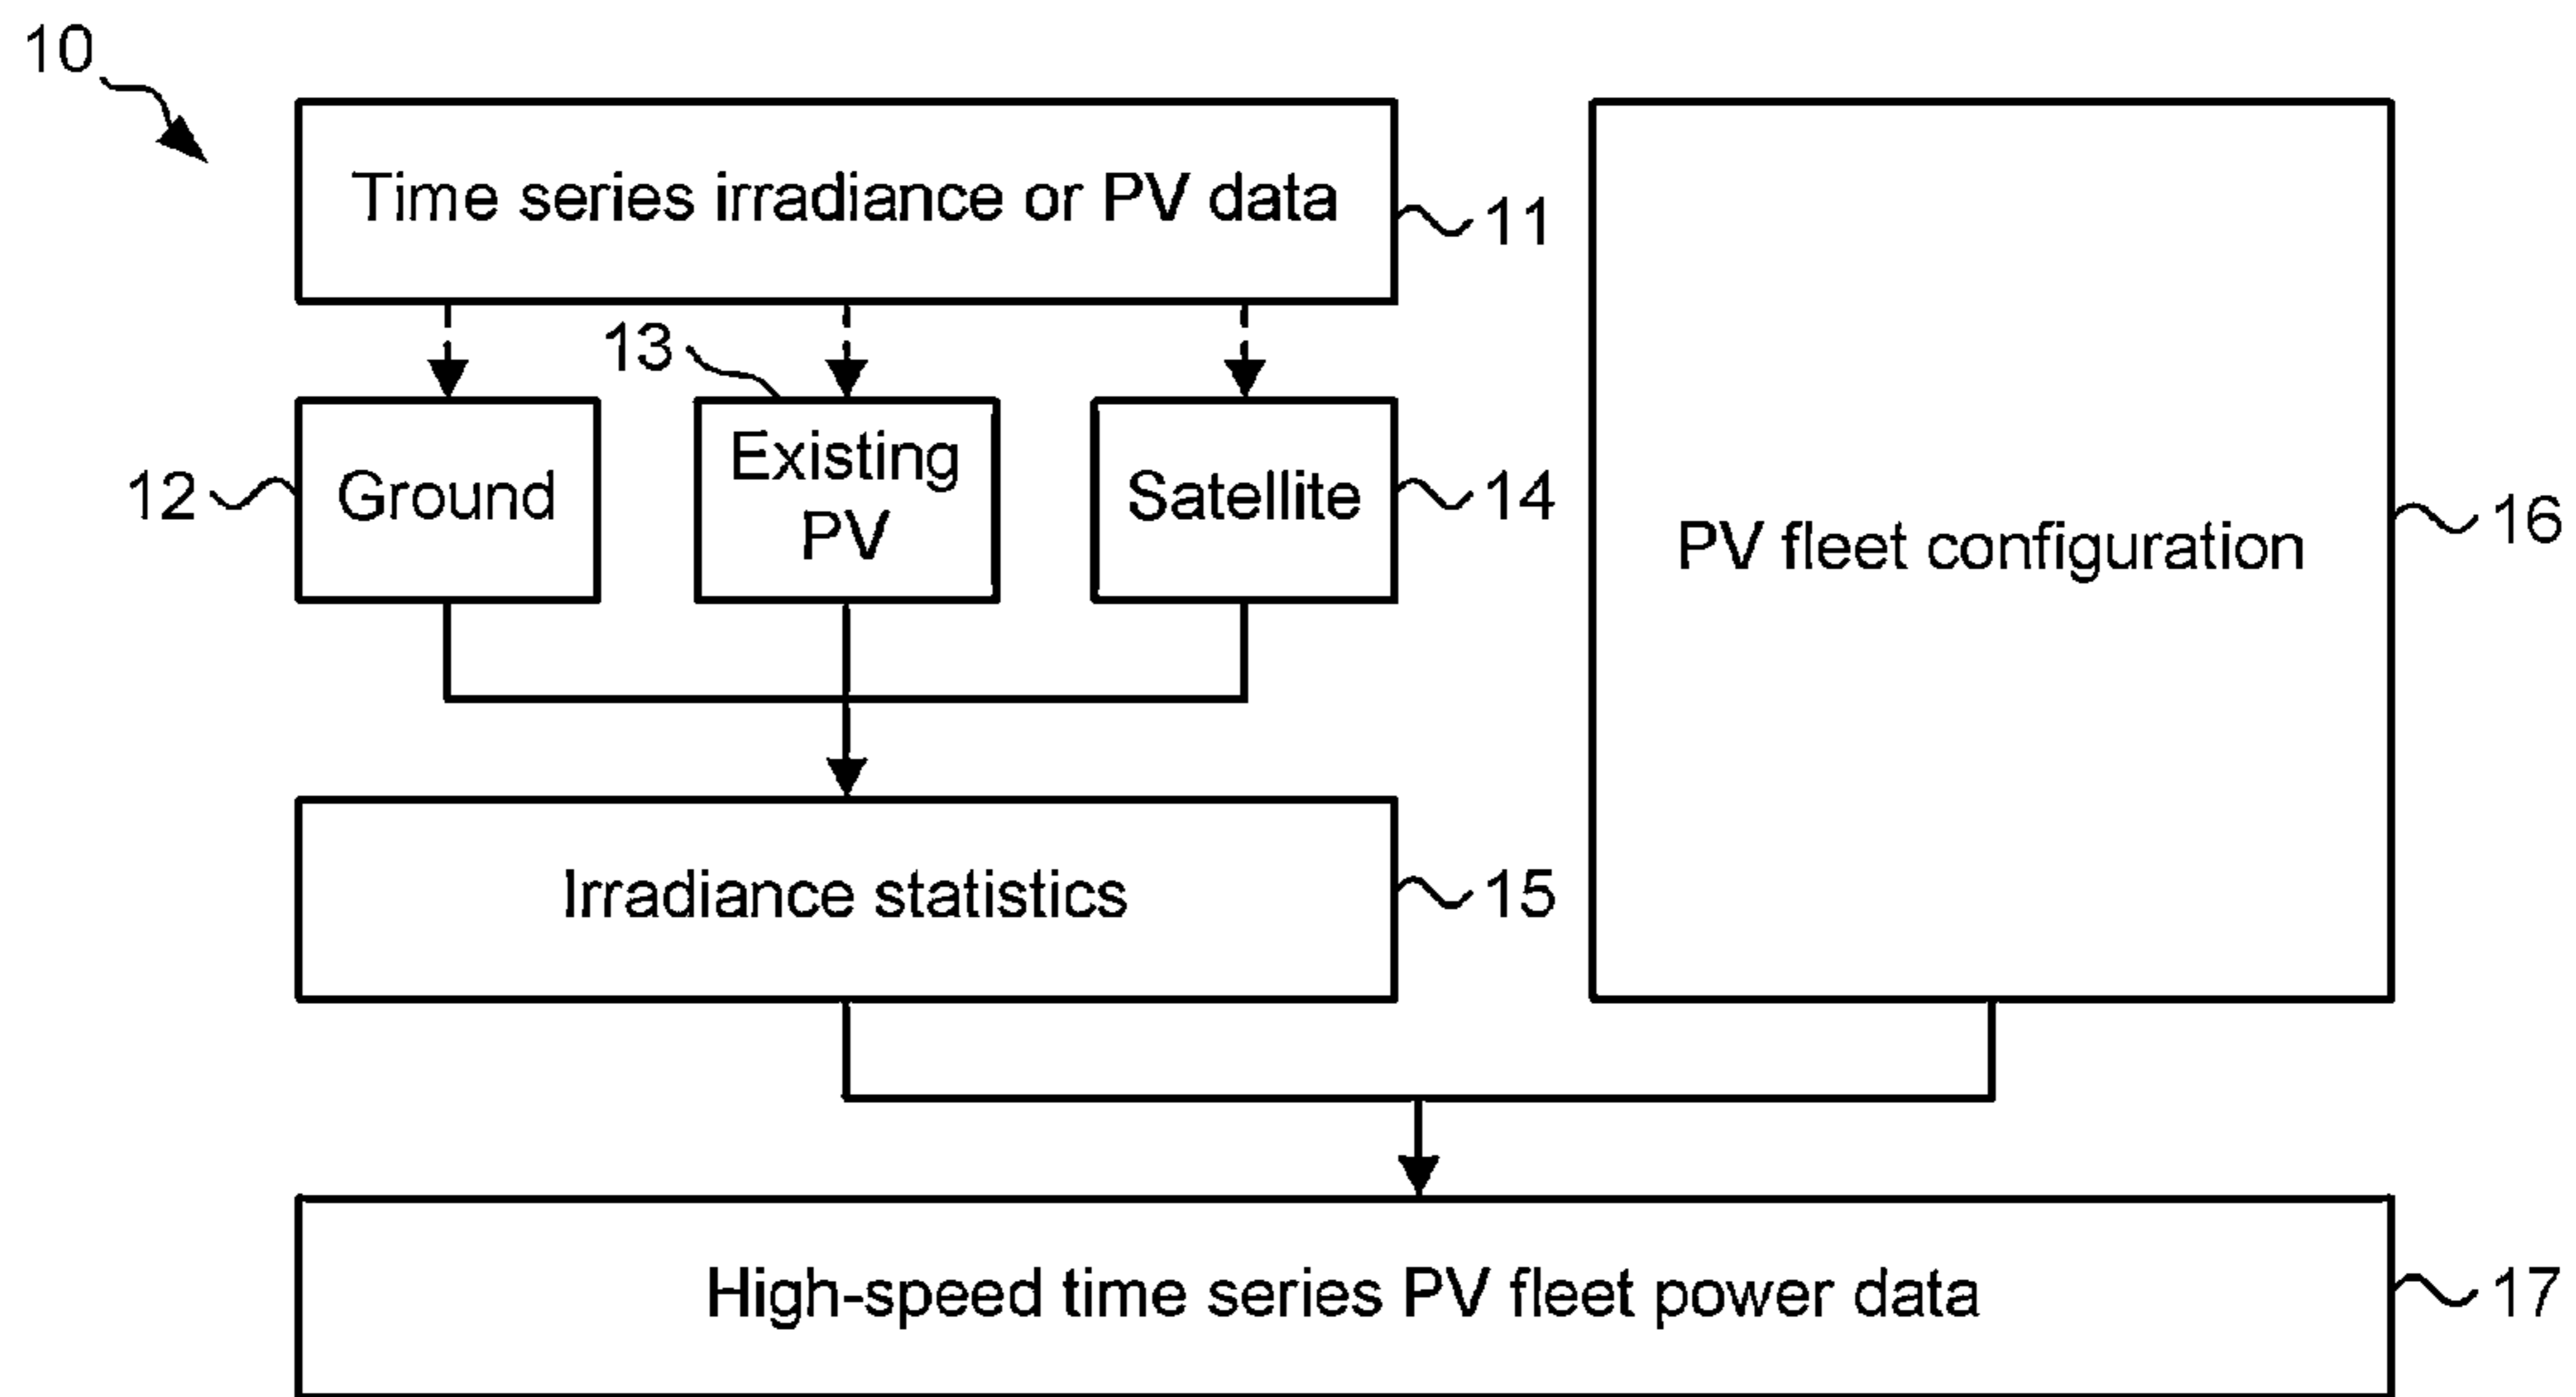 10
Time series irradiance or PV data
11
13
12
Ground
Existing
PV
Satellite
14
PV fleet configuration
16
Irradiance statistics
15
High-speed time series PV fleet power data
17